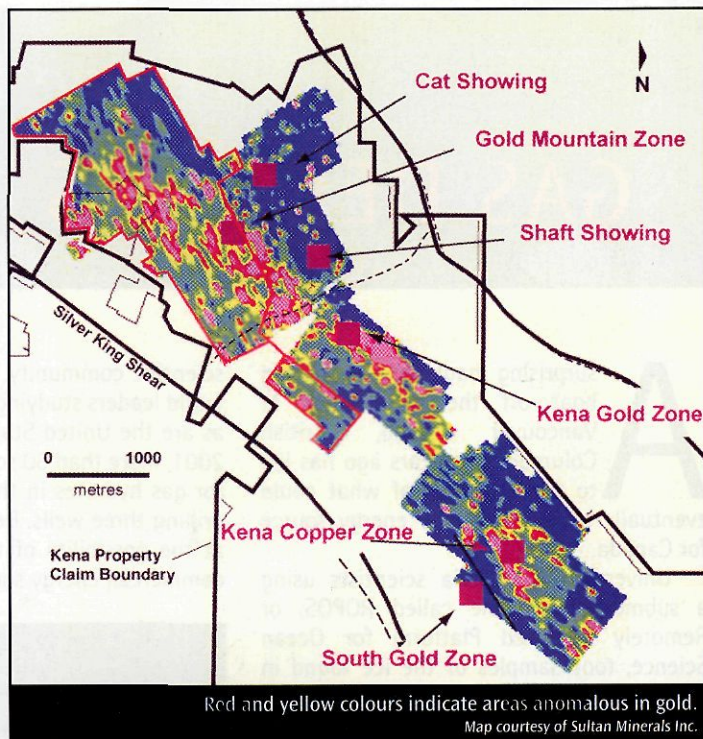 N
Cat Showing
Gold Mountain Zone
Shaft Showing
Silver King Shear
Kena Gold Zone
0 1000
metres
Kena Copper Zone
Kena Property
Claim Boundary
South Gold Zone
Red and yellow colours indicate areas anomalous in gold.
Map courtesy of Sultan Minerals Inc.